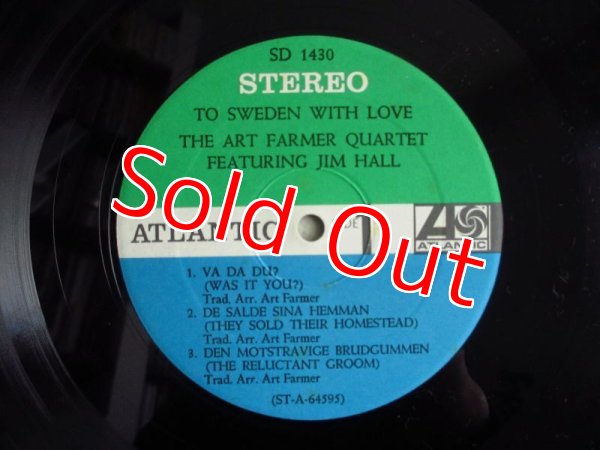 SD 1430
STEREO
TO SWEDEN WITH LOVE
THE ART FARMER QUARTET
FEATURING JIM HALL
Sold Out
ATLANTIC
SIDE 1
ATLANTIC
1. VA DA DU?
(WAS IT YOU?)
Trad. Arr. Art Farmer
2. DE SALDE SINA HEMMAN
(THEY SOLD THEIR HOMESTEAD)
Trad. Arr. Art Farmer
3. DEN MOTSTRAVIGE BRUDGUMMEN
(THE RELUCTANT GROOM)
Trad. Arr. Art Farmer
(ST-A-64595)